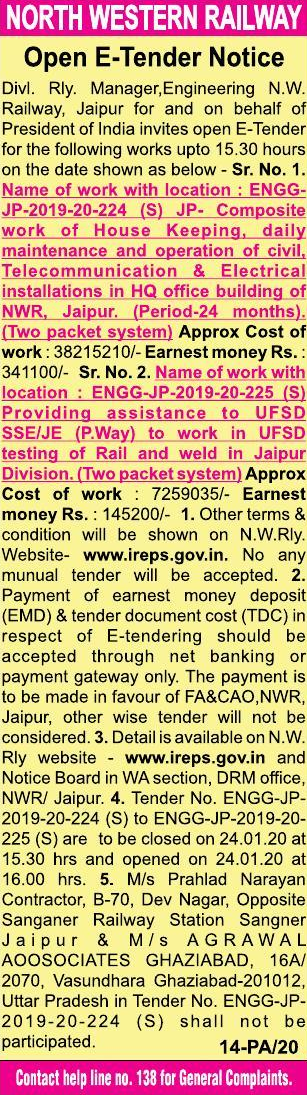 NORTH WESTERN RAILWAY
Open E-Tender Notice
Divl. Rly. Manager,Engineering N.W.
Railway, Jaipur for and on behalf of
President of India invites open E-Tender
for the following works upto 15.30 hours
on the date shown as below - Sr. No. 1.
Name of work with location : ENGG-
JP-2019-20-224 (S) JP- Composite
work of House Keeping, daily
maintenance and operation of civil,
Telecommunication & Electrical
installations in HQ office building of
NWR, Jaipur. (Period-24 months).
(Two packet system) Approx Cost of
work : 38215210/- Earnest money Rs. :
341100/- Sr. No. 2. Name of work with
location : ENGG-JP-2019-20-225 (S)
Providing assistance to UFSD
SSE/JE (P.Way) to work in UFSD
testing of Rail and weld in Jaipur
Division. (Two packet system) Approx
Cost of work : 7259035/- Earnest
money Rs. : 145200/- 1. Other terms &
condition will be shown on N.W.Rly.
Website- www.ireps.gov.in. No any
munual tender will be accepted. 2.
Payment of earnest money deposit
(EMD) & tender document cost (TDC) in
respect of E-tendering should be
accepted through net banking or
payment gateway only. The payment is
to be made in favour of FA&CAO,NWR,
Jaipur, other wise tender will not be
considered. 3. Detail is available on N.W.
Rly website - www.ireps.gov.in and
Notice Board in WA section, DRM office,
NWR/ Jaipur. 4. Tender No. ENGG-JP-
2019-20-224 (S) to ENGG-JP-2019-20-
225 (S) are to be closed on 24.01.20 at
15.30 hrs and opened on 24.01.20 at
16.00 hrs. 5. M/s Prahlad Narayan
Contractor, B-70, Dev Nagar, Opposite
Sanganer Railway Station Sangner
Jaipur & M/s AGRAWAL
AOOSOCIATES GHAZIABAD, 16A/
2070, Vasundhara Ghaziabad-201012,
Uttar Pradesh in Tender No. ENGG-JP-
2019-20-224 (S) shall not be
participated. 14-PA/20
Contact help line no. 138 for General Complaints.